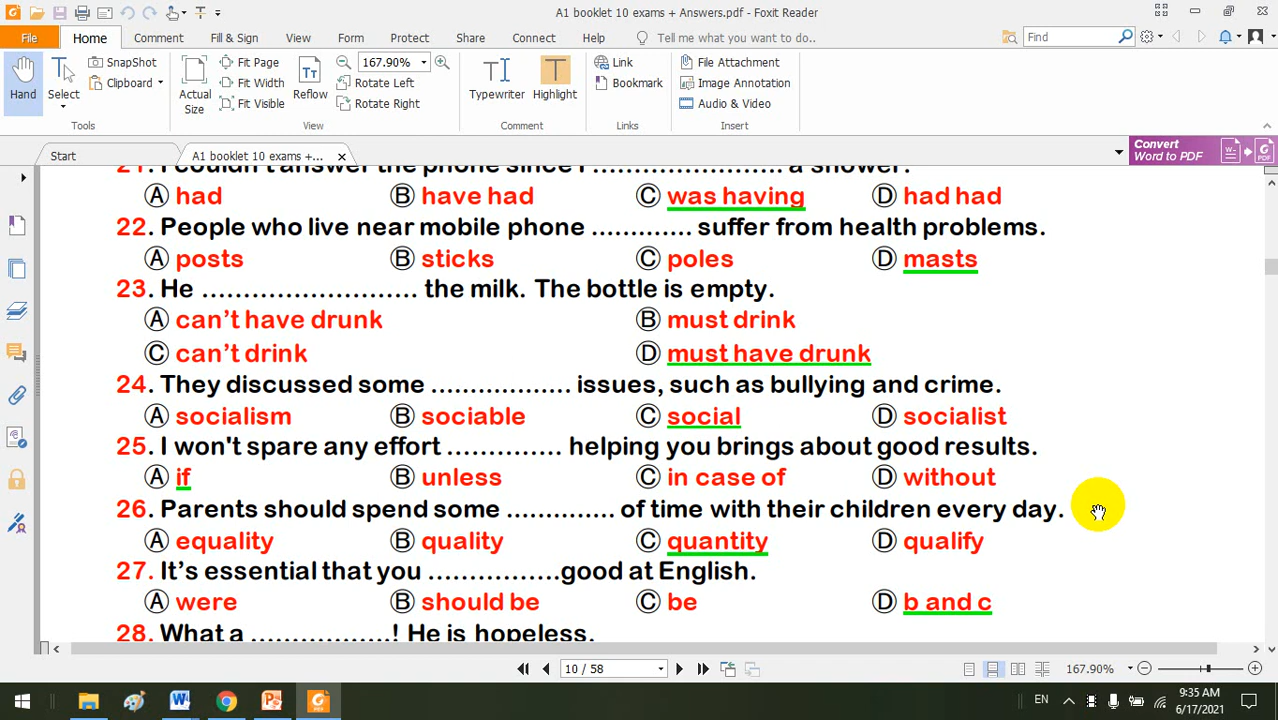 A1 booklet 10 exams + Answers.pdf - Foxit Reader
File Home Comment Fill & Sign View Form Protect Share Connect Help Tell me what you want to do.. Find
Hand
Select
SnapShot
Clipboard
Actual Size
Fit Page
Fit Width
Fit Visible
Reflow
167.90%
Rotate Left
Rotate Right
Typewriter
Highlight
Link
Bookmark
File Attachment
Image Annotation
Audio & Video
Tools View Comment Links Insert
Start A1 booklet 10 exams +... Convert Word to PDF
21. I couldn't answer the phone since I ........................ a shower.
Ⓐ had Ⓑ have had Ⓒ was having Ⓓ had had
22. People who live near mobile phone ............ suffer from health problems.
Ⓐ posts Ⓑ sticks Ⓒ poles Ⓓ masts
23. He .......................... the milk. The bottle is empty.
Ⓐ can’t have drunk Ⓑ must drink
Ⓒ can’t drink Ⓓ must have drunk
24. They discussed some ................. issues, such as bullying and crime.
Ⓐ socialism Ⓑ sociable Ⓒ social Ⓓ socialist
25. I won't spare any effort .............. helping you brings about good results.
Ⓐ if Ⓑ unless Ⓒ in case of Ⓓ without
26. Parents should spend some ............. of time with their children every day.
Ⓐ equality Ⓑ quality Ⓒ quantity Ⓓ qualify
27. It’s essential that you ................good at English.
Ⓐ were Ⓑ should be Ⓒ be Ⓓ b and c
28. What a .................! He is hopeless.
10 / 58 167.90%
EN 9:35 AM
6/17/2021